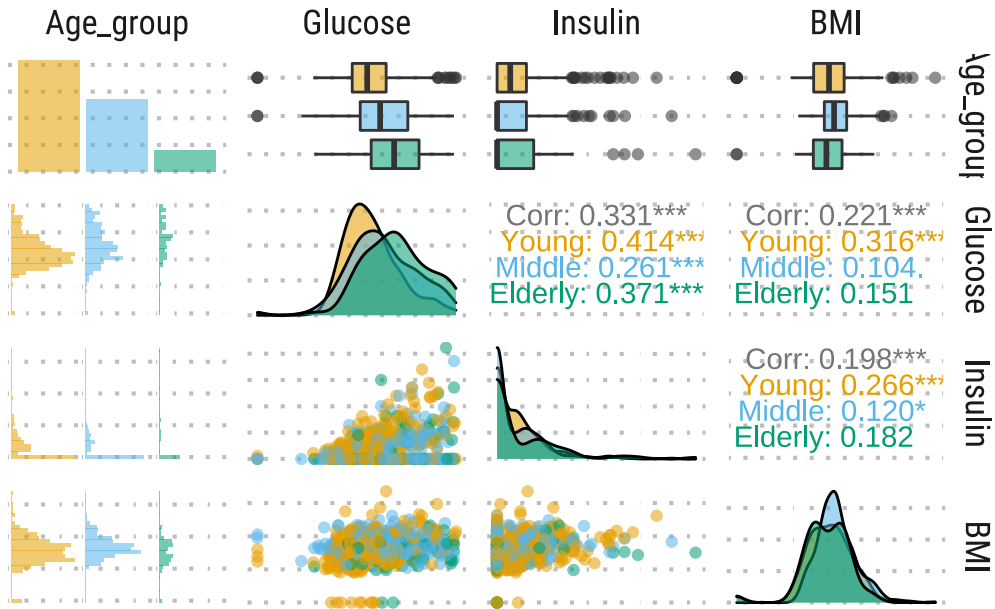 Age_group
Glucose
Insulin
BMI
Age_group
Corr: 0.331***
Young: 0.414***
Middle: 0.261***
Elderly: 0.371***
Corr: 0.221***
Young: 0.316***
Middle: 0.104.
Elderly: 0.151
Glucose
Corr: 0.198***
Young: 0.266***
Middle: 0.120*
Elderly: 0.182
Insulin
BMI